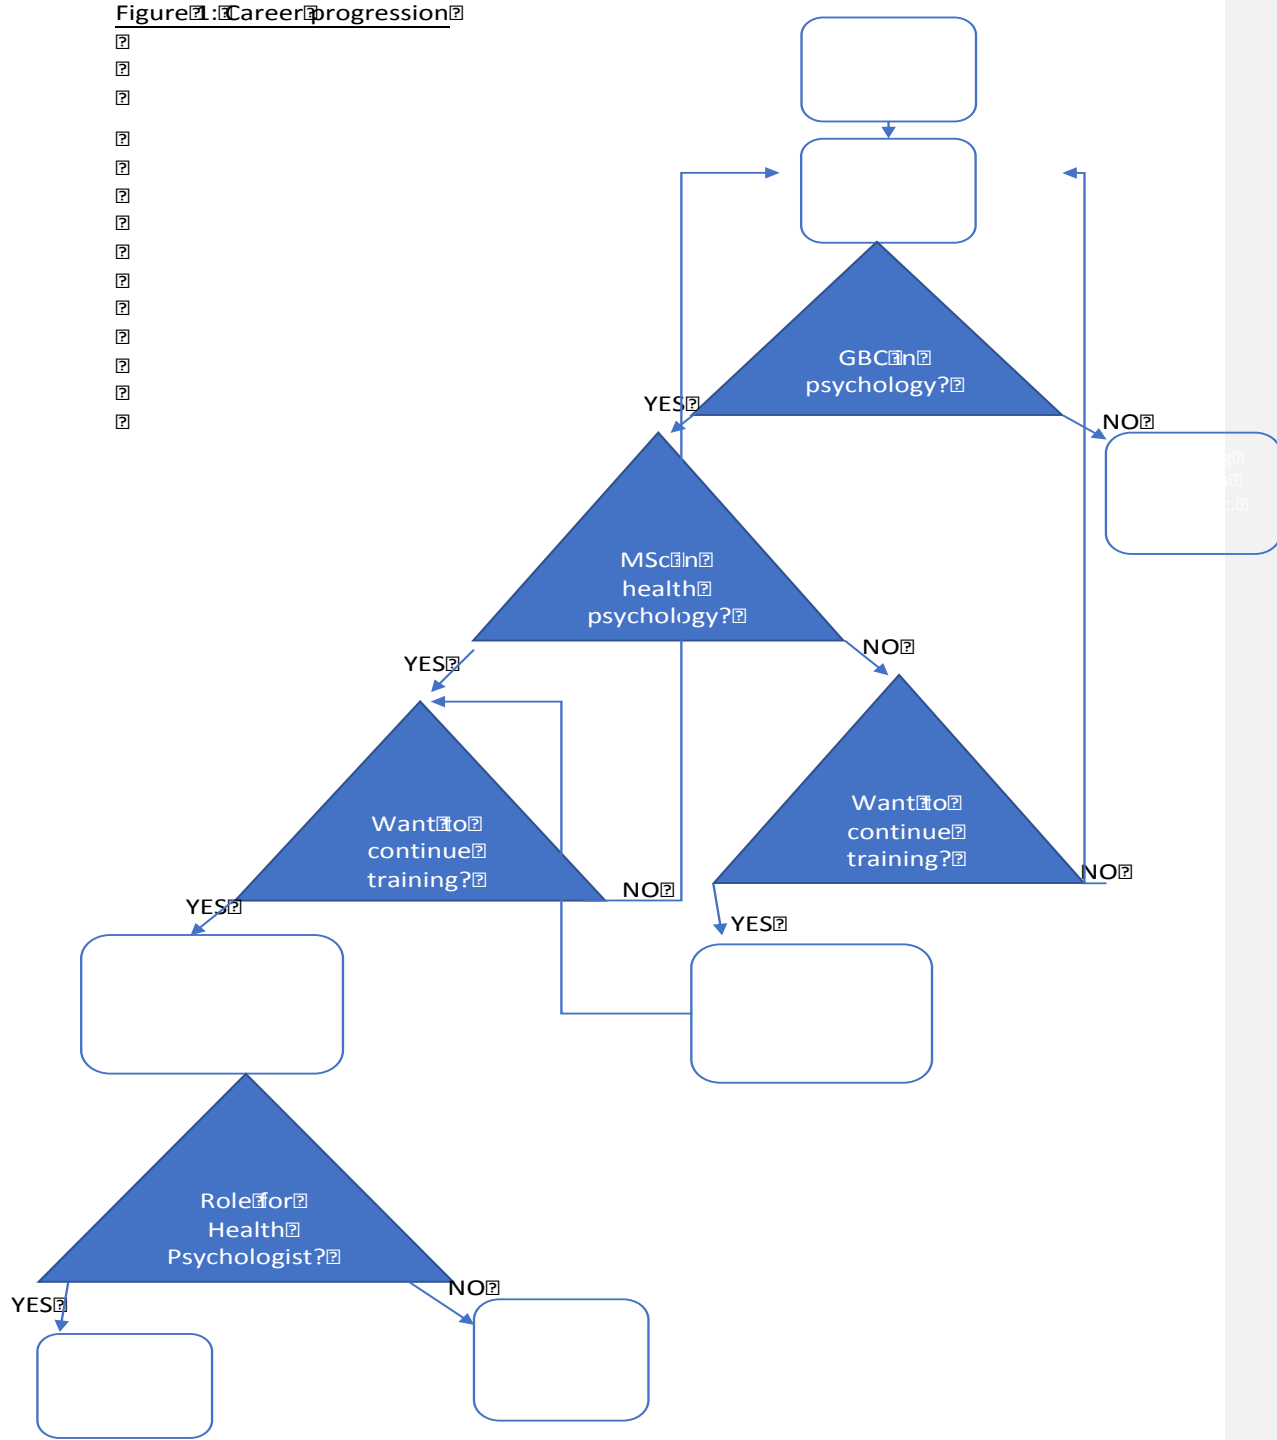 Figure 1: Career progression
GBC in
psychology?
YES
NO
MSc in
health
psychology?
YES
NO
Want to
continue
training?
Want to
continue
training?
NO
NO
YES
YES
Role for
Health
Psychologist?
YES
NO